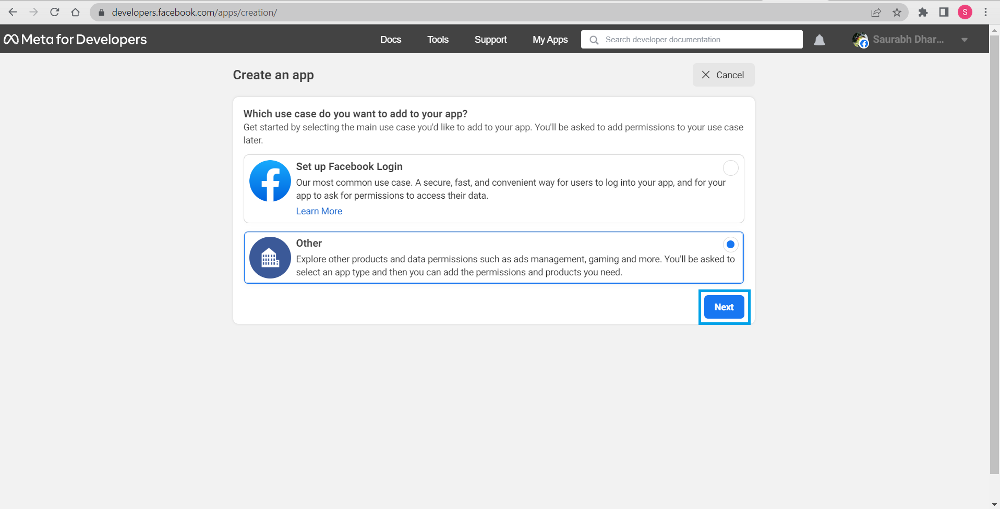 developers.facebook.com/apps/creation/
S
Meta for Developers
Docs
Tools
Support
My Apps
Search developer documentation
Saurabh Dhar...
Create an app
Cancel
Which use case do you want to add to your app?
Get started by selecting the main use case you'd like to add to your app. You'll be asked to add permissions to your use case
later.
Set up Facebook Login
Our most common use case. A secure, fast, and convenient way for users to log into your app, and for your
app to ask for permissions to access their data.
Learn More
Other
Explore other products and data permissions such as ads management, gaming and more. You'll be asked to
select an app type and then you can add the permissions and products you need.
Next